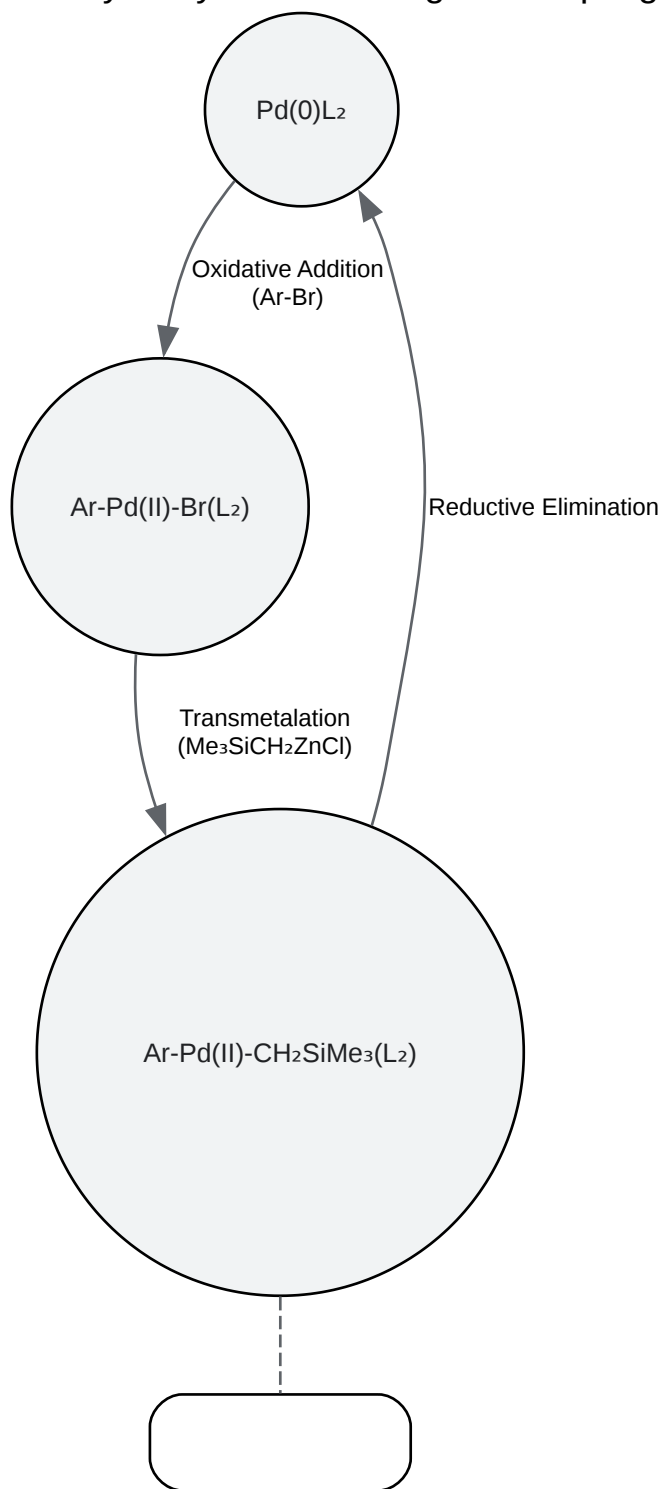 Pd(0)L₂
Oxidative Addition
(Ar-Br)
Ar-Pd(II)-Br(L₂)
Reductive Elimination
Transmetalation
(Me₃SiCH₂ZnCl)
Ar-Pd(II)-CH₂SiMe₃(L₂)